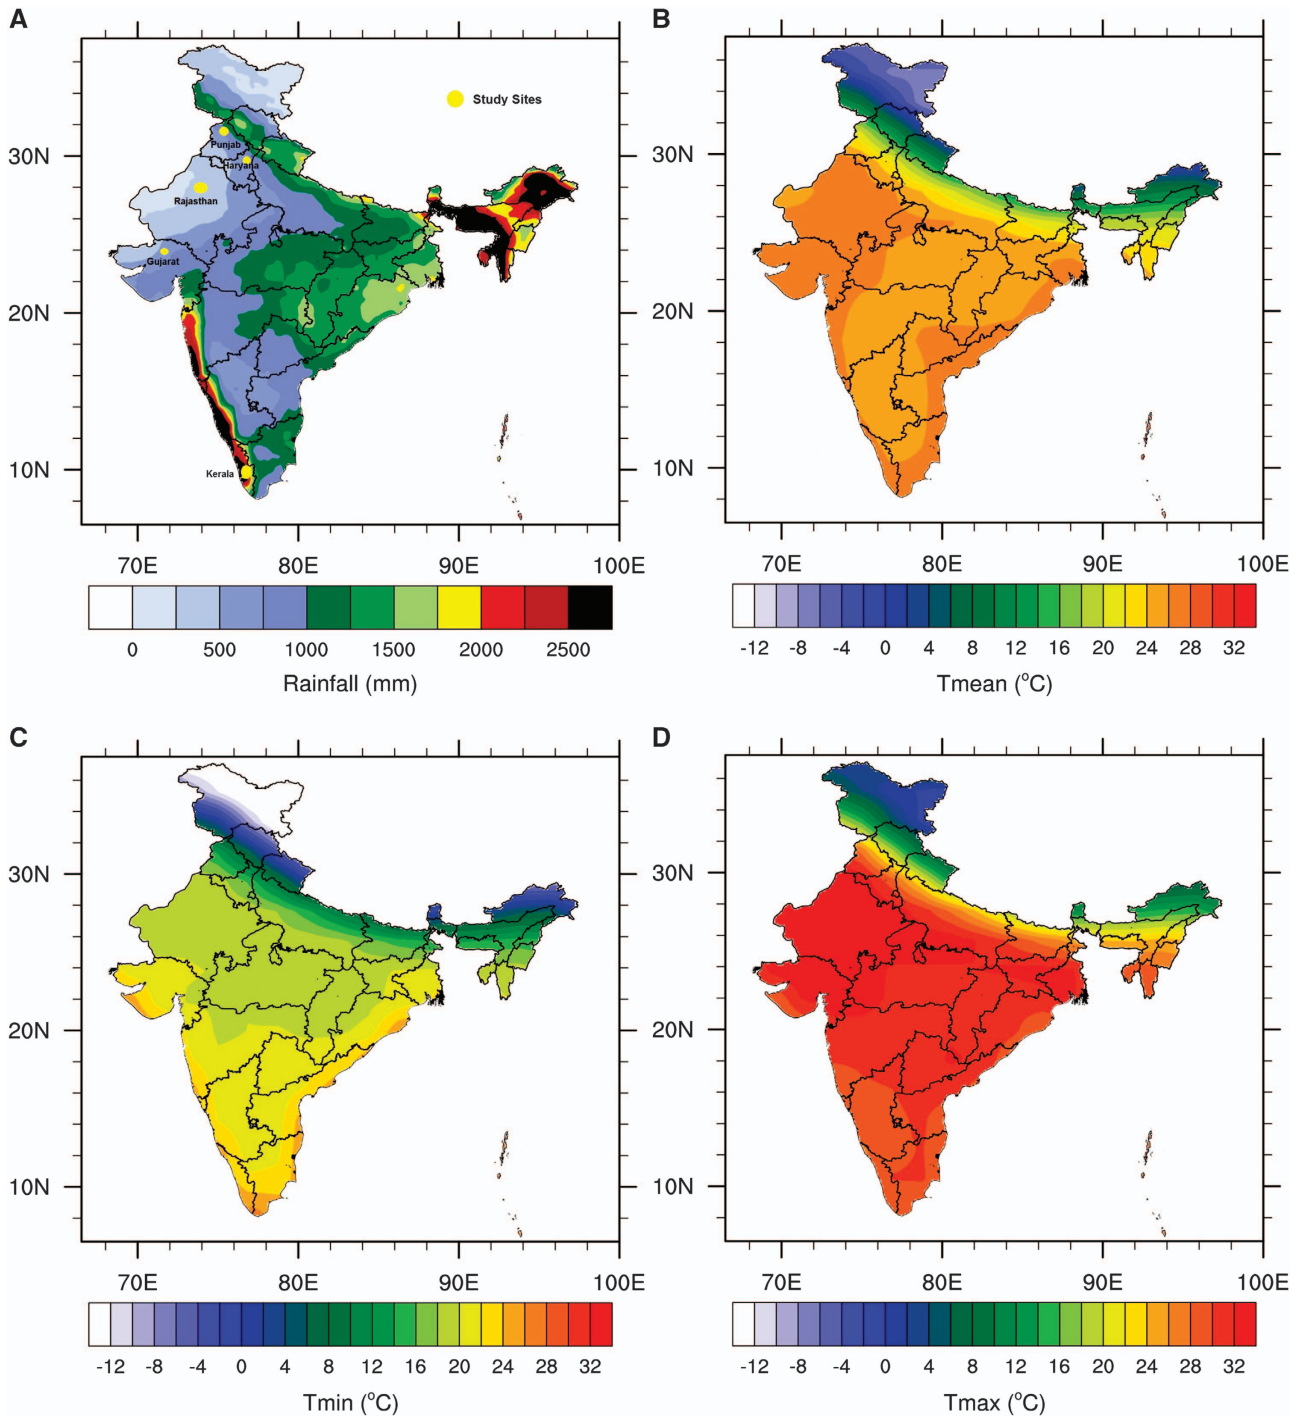 A
Study Sites
Punjab
Haryana
Rajasthan
Gujarat
Kerala
30N
20N
10N
70E 80E 90E 100E
0 500 1000 1500 2000 2500
Rainfall (mm)
B
30N
20N
10N
70E 80E 90E 100E
-12 -8 -4 0 4 8 12 16 20 24 28 32
Tmean (°C)
C
30N
20N
10N
70E 80E 90E 100E
-12 -8 -4 0 4 8 12 16 20 24 28 32
Tmin (°C)
D
30N
20N
10N
70E 80E 90E 100E
-12 -8 -4 0 4 8 12 16 20 24 28 32
Tmax (°C)